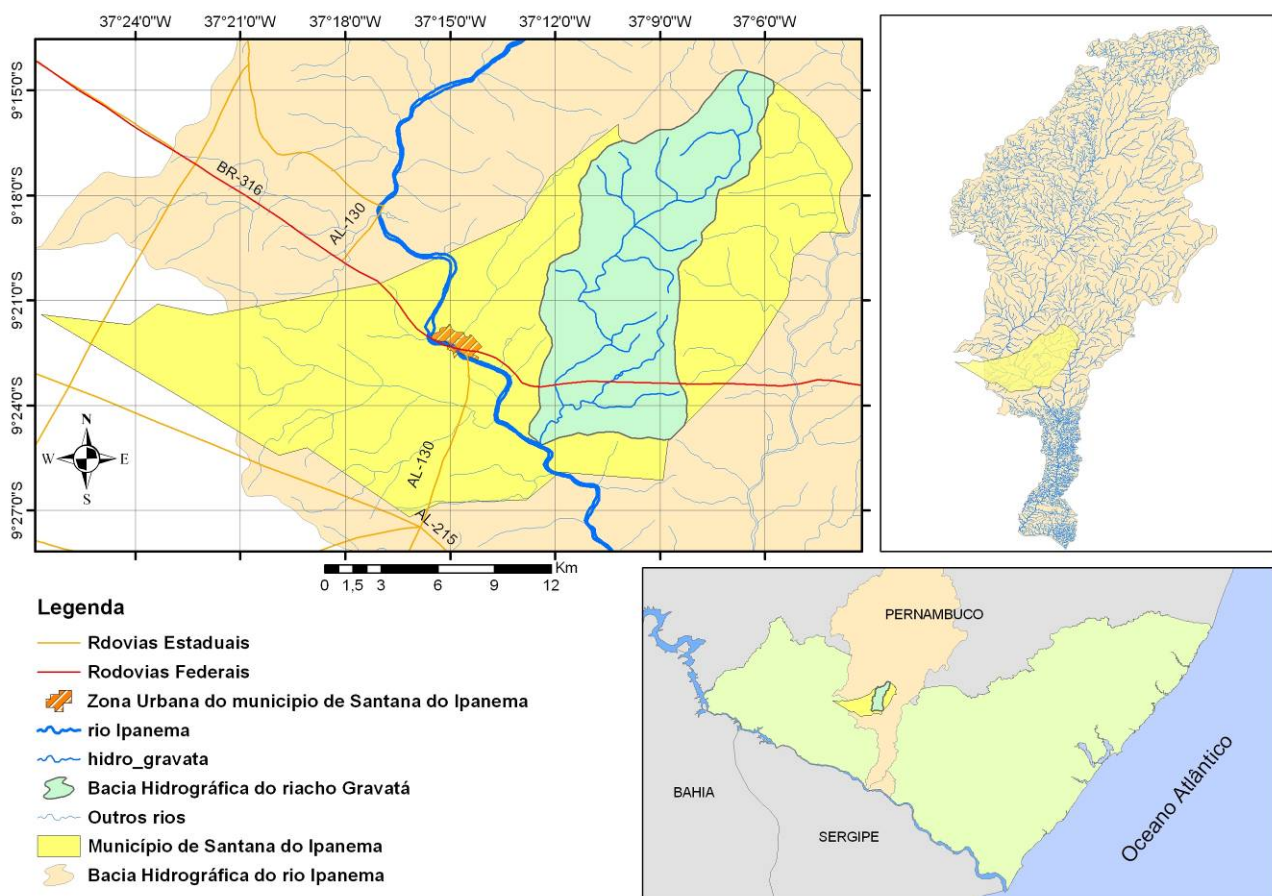 37°24'0"W 37°21'0"W 37°18'0"W 37°15'0"W 37°12'0"W 37°9'0"W 37°6'0"W
9°15'0"S
9°18'0"S
9°21'0"S
9°24'0"S
9°27'0"S
BR-316
AL-130
AL-130
AL-215
N
W E
S
Km
0 1,5 3 6 9 12
Legenda
Rdovias Estaduais
Rodovias Federais
Zona Urbana do municipio de Santana do Ipanema
rio Ipanema
hidro_gravata
Bacia Hidrográfica do riacho Gravatá
Outros rios
Município de Santana do Ipanema
Bacia Hidrográfica do rio Ipanema
PERNAMBUCO
BAHIA
SERGIPE
Oceano Atlântico